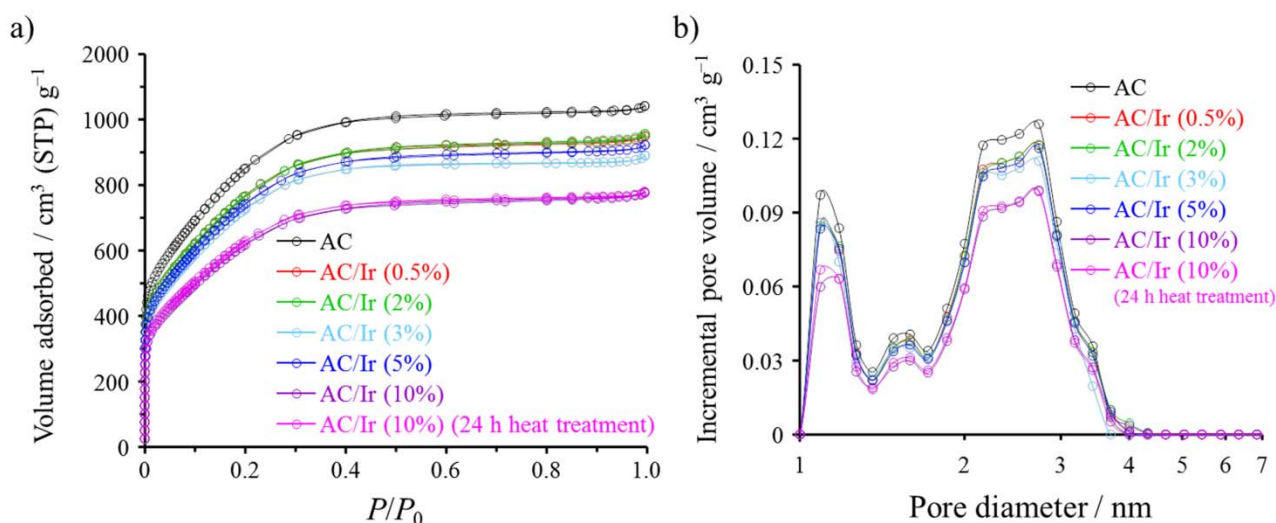 a)
Volume adsorbed / cm³ (STP) g⁻¹
2000
1000
800
600
400
200
0
0
0.2
0.4
0.6
0.8
1.0
P/P₀
AC
AC/Ir (0.5%)
AC/Ir (2%)
AC/Ir (3%)
AC/Ir (5%)
AC/Ir (10%)
AC/Ir (10%) (24 h heat treatment)
b)
Incremental pore volume / cm³ g⁻¹
0.15
0.12
0.09
0.06
0.03
0
1
2
3
4
5
6
7
Pore diameter / nm
AC
AC/Ir (0.5%)
AC/Ir (2%)
AC/Ir (3%)
AC/Ir (5%)
AC/Ir (10%)
AC/Ir (10%)
(24 h heat treatment)